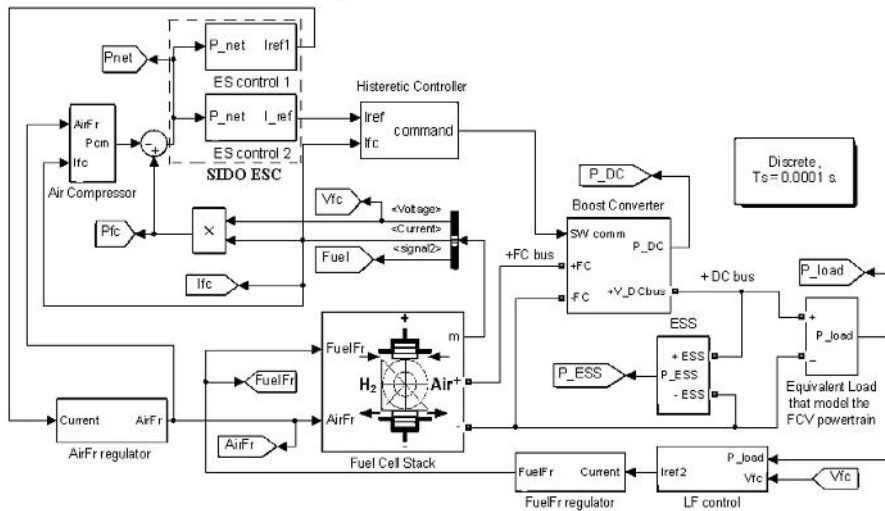 P_net
Iref1
ES control 1
Pnet
P_net
I_ref
ES control 2
SIDO ESC
Histeretic Controller
Iref
Ifc
command
AirFr
Pcm
Ifc
Air Compressor
-
+
Discrete,
Ts = 0.0001 s.
P_DC
Boost Converter
SW comm
P_DC
+FC
-FC
+V_DCbus
+FC bus
+DC bus
Vfc
<Voltage>
<Current>
<signal2>
Pfc
×
Fuel
Ifc
P_load
+
P_load
-
Equivalent Load
that model the
FCV powertrain
ESS
+ ESS
P_ESS
- ESS
P_ESS
+
m
FuelFr
H2
Air
+
AirFr
-
-
Fuel Cell Stack
FuelFr
Current
AirFr
AirFr regulator
AirFr
FuelFr
Current
FuelFr regulator
Iref2
P_load
Vfc
LF control
Vfc